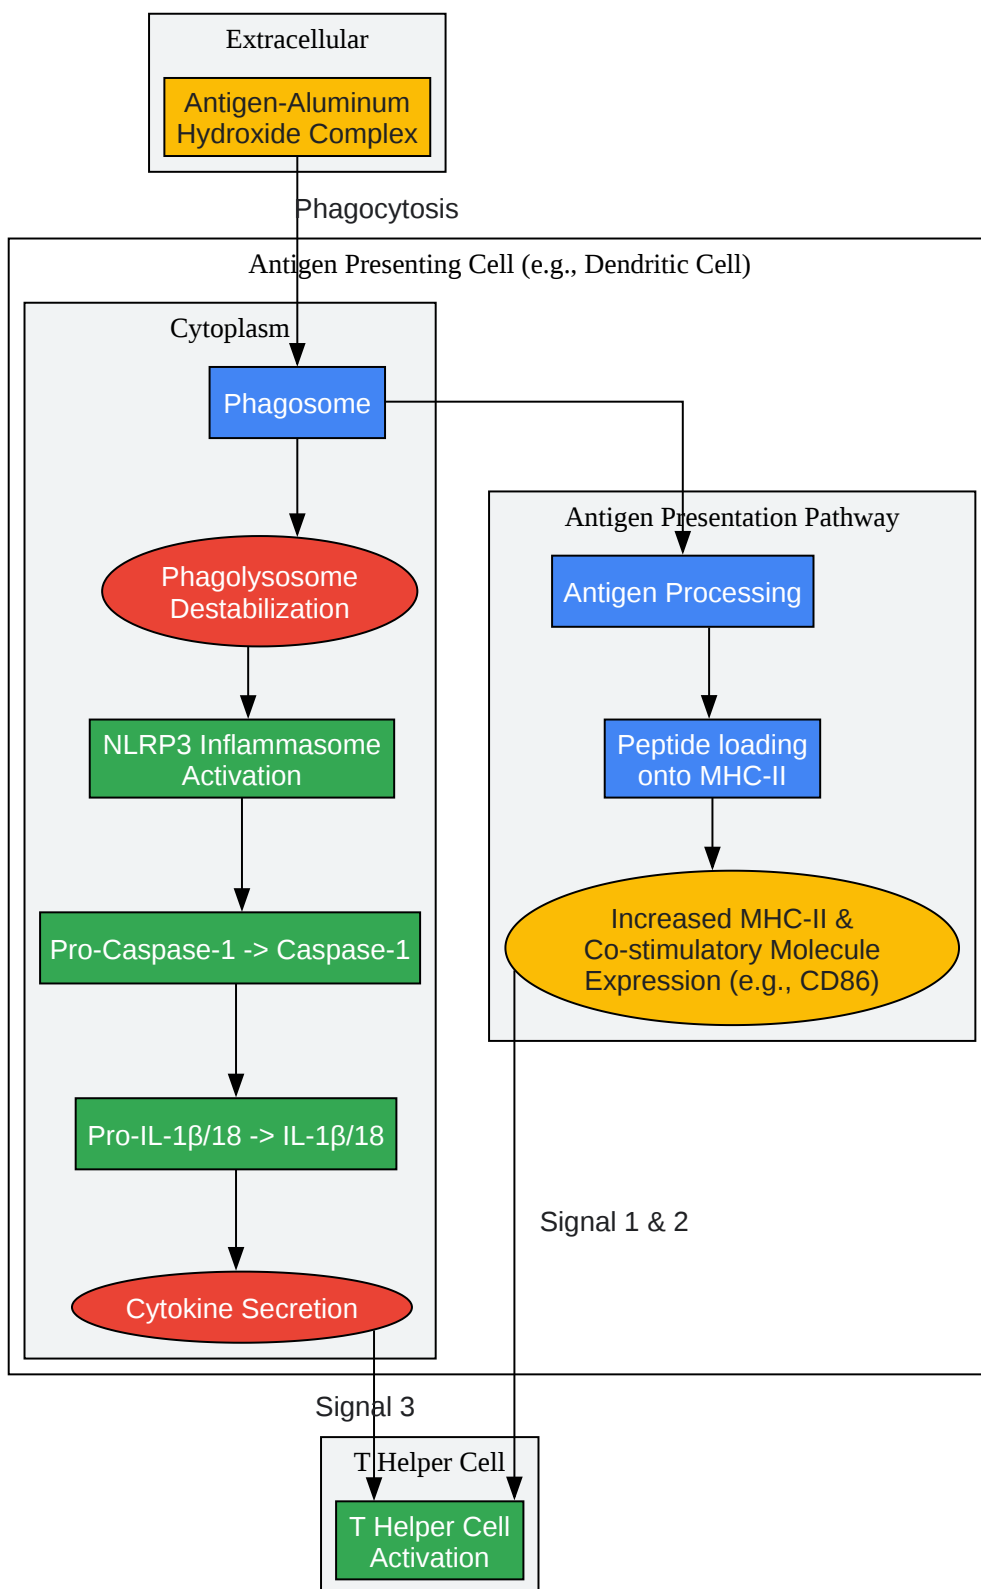 Extracellular
Antigen-Aluminum
Hydroxide Complex
Phagocytosis
Antigen Presenting Cell (e.g., Dendritic Cell)
Cytoplasm
Phagosome
Phagolysosome
Destabilization
NLRP3 Inflammasome
Activation
Pro-Caspase-1 -> Caspase-1
Pro-IL-1β/18 -> IL-1β/18
Cytokine Secretion
Antigen Presentation Pathway
Antigen Processing
Peptide loading
onto MHC-II
Increased MHC-II &
Co-stimulatory Molecule
Expression (e.g., CD86)
Signal 1 & 2
Signal 3
T Helper Cell
T Helper Cell
Activation